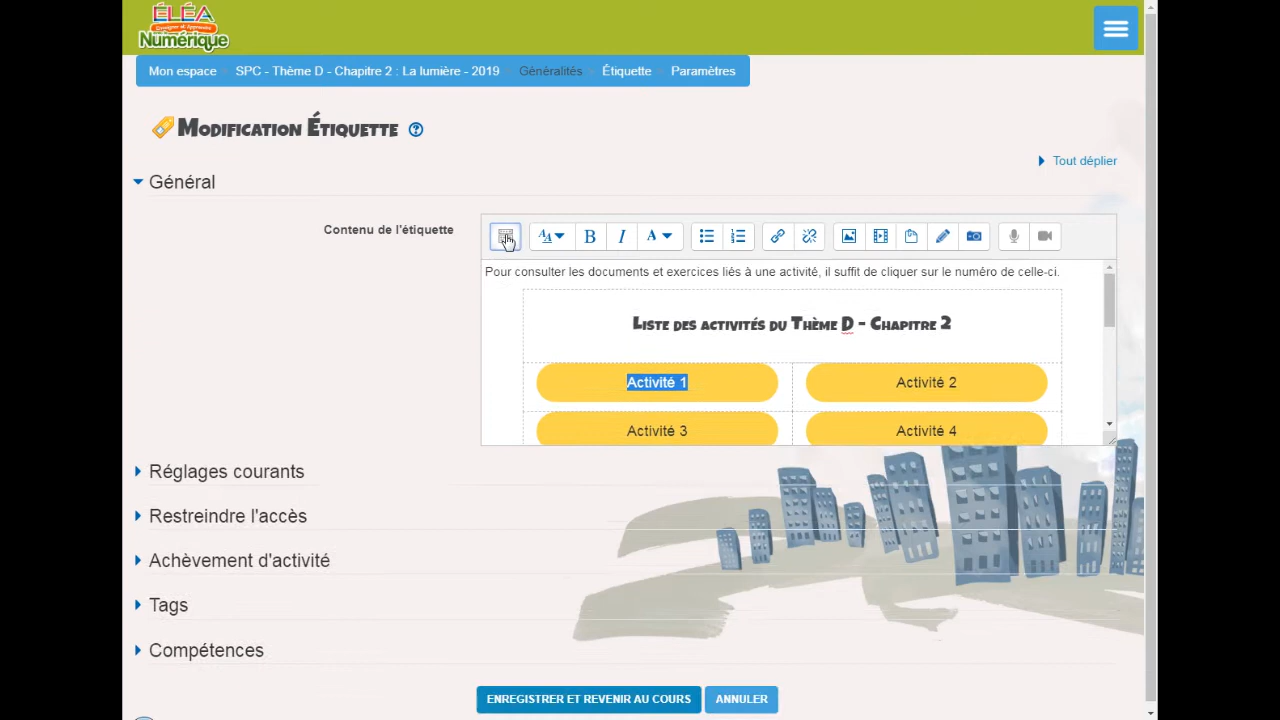 ÉLÉA
Enseigner et Apprendre
Numérique
Mon espace SPC - Thème D - Chapitre 2 : La lumière - 2019 Généralités Étiquette Paramètres
Modification Étiquette
Tout déplier
Général
Contenu de l'étiquette
B I A
Pour consulter les documents et exercices liés à une activité, il suffit de cliquer sur le numéro de celle-ci.
Liste des activités du Thème D - Chapitre 2
Activité 1 Activité 2
Activité 3 Activité 4
Réglages courants
Restreindre l'accès
Achèvement d'activité
Tags
Compétences
ENREGISTRER ET REVENIR AU COURS ANNULER